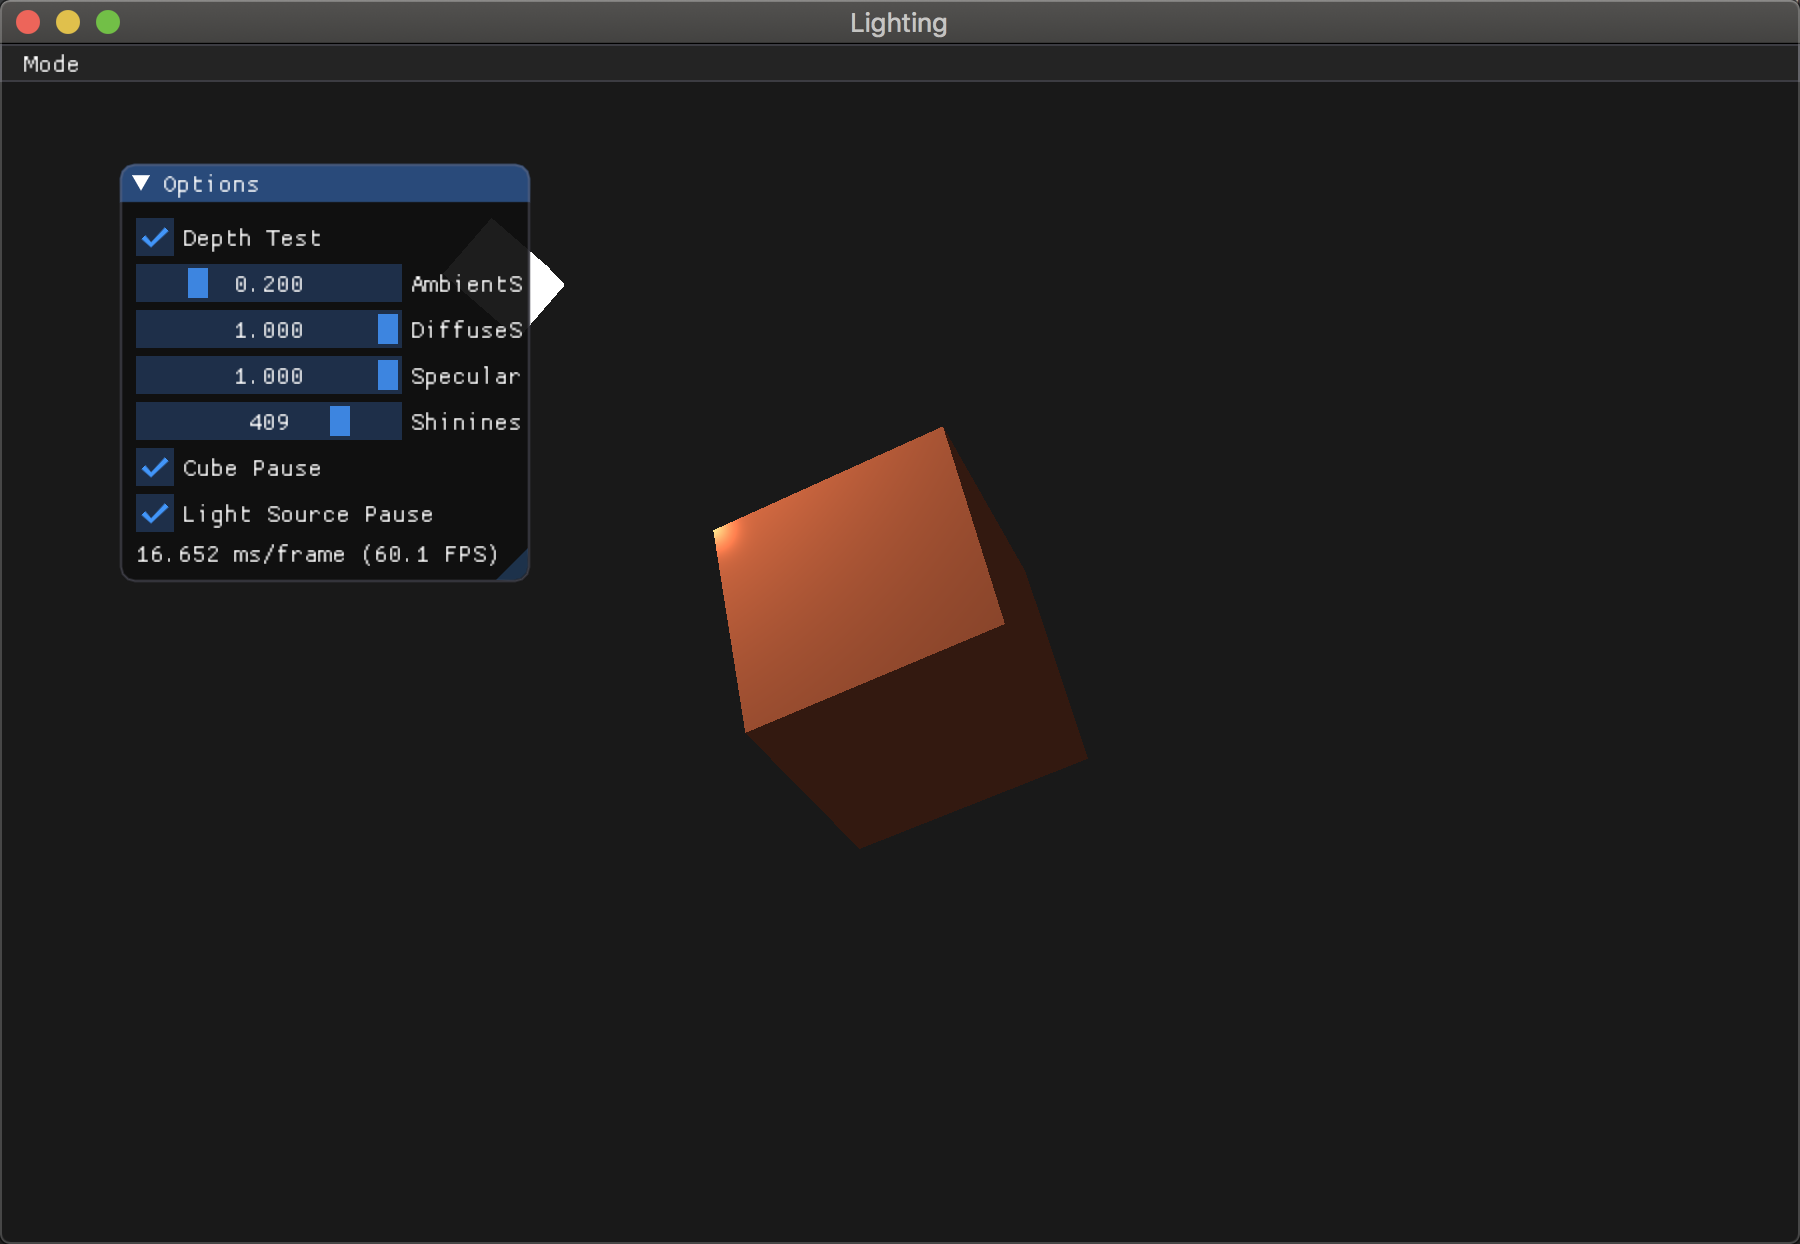 Lighting
Mode
Options
Depth Test
0.200 AmbientS
1.000 DiffuseS
1.000 Specular
409 Shinines
Cube Pause
Light Source Pause
16.652 ms/frame (60.1 FPS)